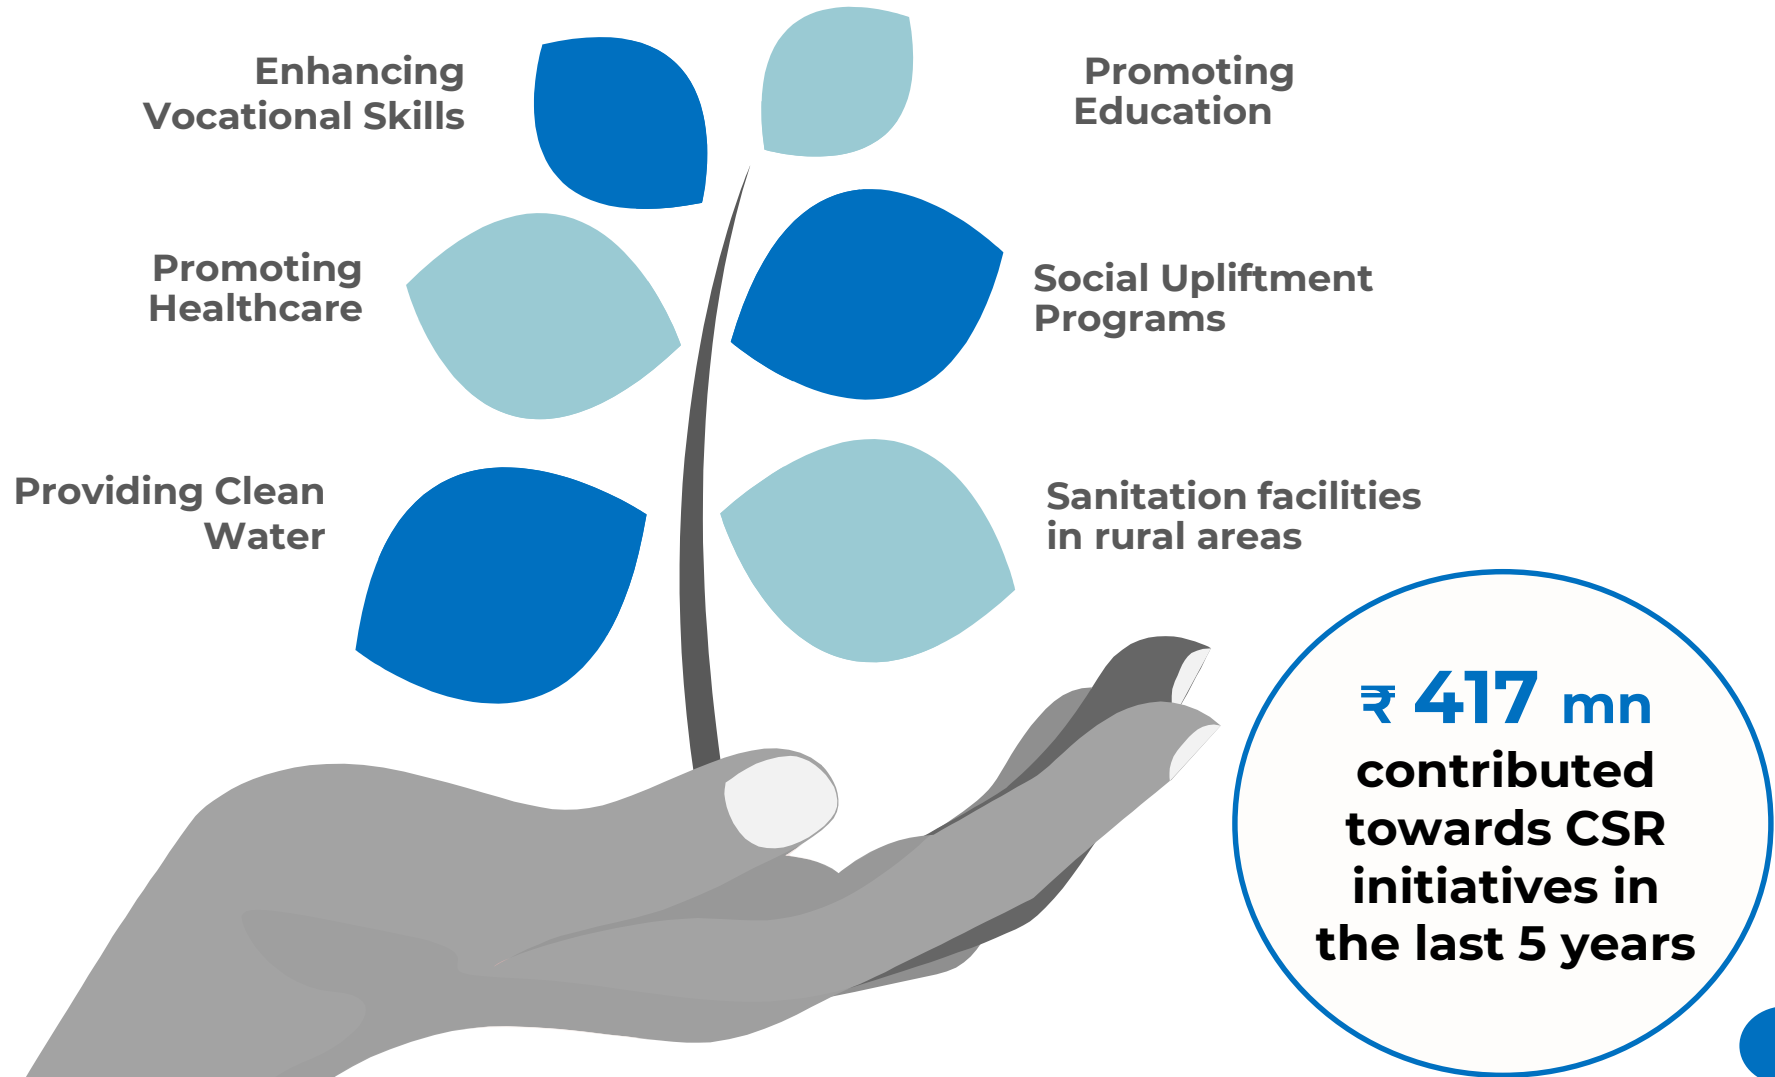 Enhancing
Vocational Skills
Promoting
Education
Promoting
Healthcare
Social Upliftment
Programs
Providing Clean
Water
Sanitation facilities
in rural areas
₹ 417 mn
contributed
towards CSR
initiatives in
the last 5 years